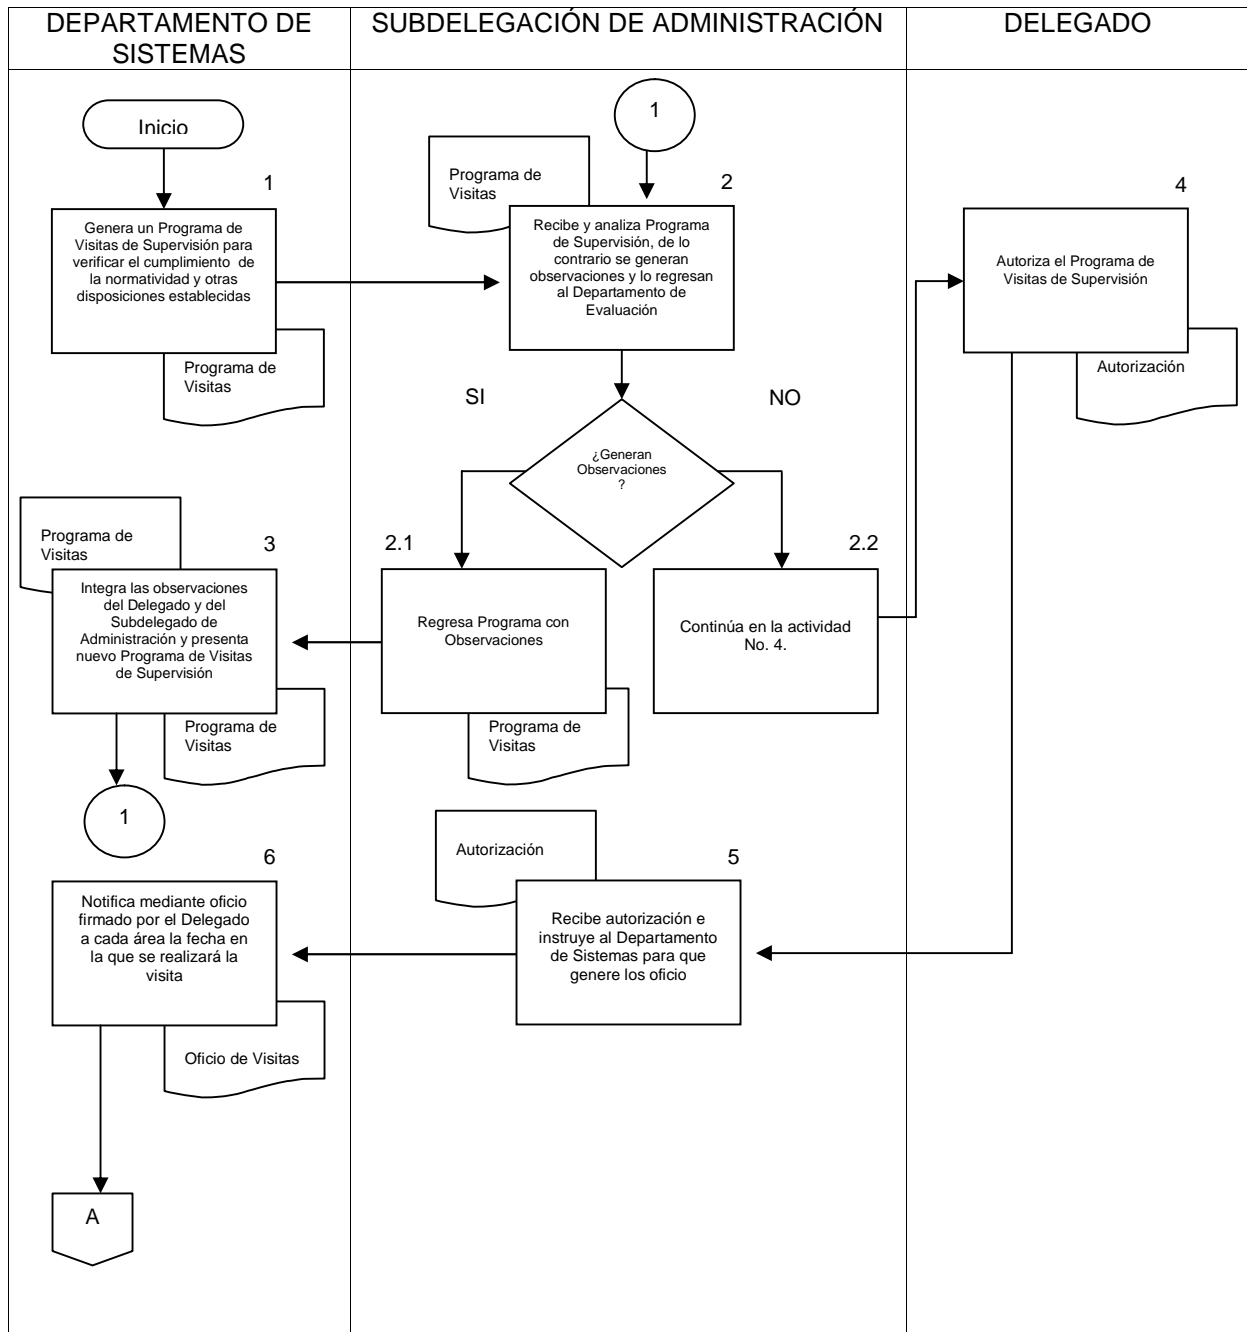 DEPARTAMENTO DE
SISTEMAS
SUBDELEGACIÓN DE ADMINISTRACIÓN
DELEGADO
Inicio
1
Genera un Programa de
Visitas de Supervisión para
verificar el cumplimiento de
la normatividad y otras
disposiciones establecidas
Programa de
Visitas
1
Programa de
Visitas
2
Recibe y analiza Programa
de Supervisión, de lo
contrario se generan
observaciones y lo regresan
al Departamento de
Evaluación
4
Autoriza el Programa de
Visitas de Supervisión
Autorización
SI
NO
¿Generan
Observaciones
?
Programa de
Visitas
3
Integra las observaciones
del Delegado y del
Subdelegado de
Administración y presenta
nuevo Programa de Visitas
de Supervisión
Programa de
Visitas
1
2.1
Regresa Programa con
Observaciones
Programa de
Visitas
2.2
Continúa en la actividad
No. 4.
Autorización
5
Recibe autorización e
instruye al Departamento
de Sistemas para que
genere los oficio
6
Notifica mediante oficio
firmado por el Delegado
a cada área la fecha en
la que se realizará la
visita
Oficio de Visitas
A